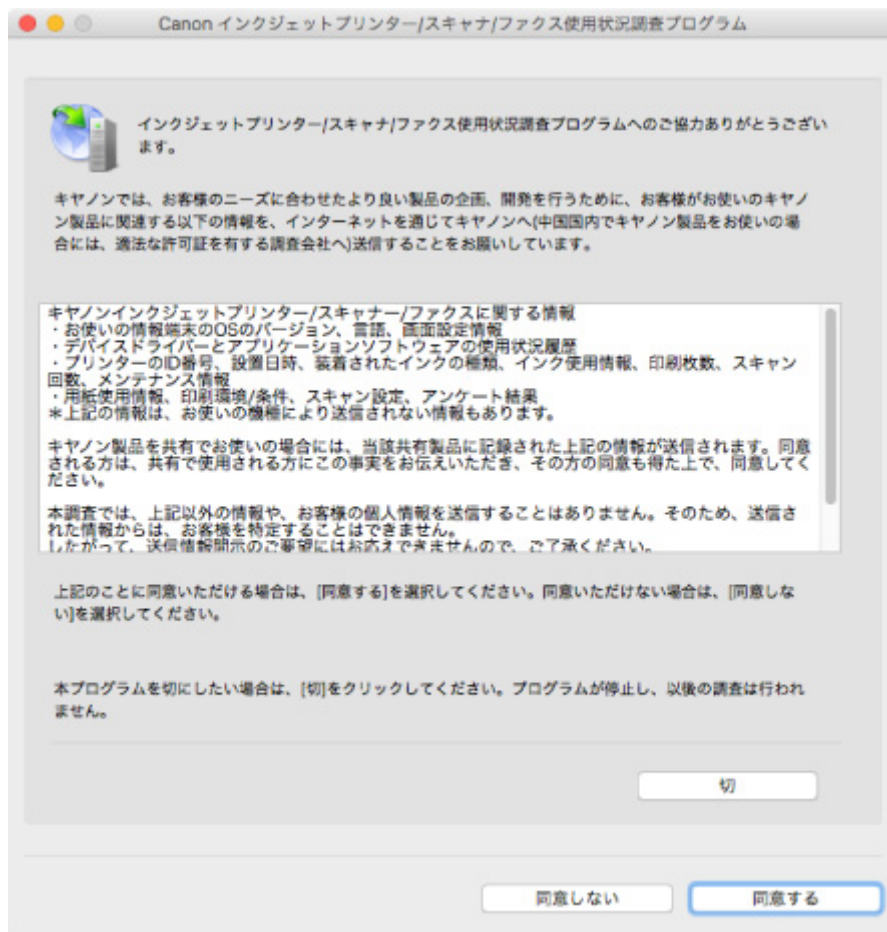 Canon インクジェットプリンター/スキャナ/ファクス使用状況調査プログラム
インクジェットプリンター/スキャナ/ファクス使用状況調査プログラムへのご協力ありがとうござい
ます。
キヤノンでは、お客様のニーズに合わせたより良い製品の企画、開発を行うために、お客様がお使いのキヤノ
ン製品に関連する以下の情報を、インターネットを通じてキヤノンへ(中国国内でキヤノン製品をお使いの場
合には、適法な許可証を有する調査会社へ)送信することをお願いしています。
キヤノンインクジェットプリンター/スキャナー/ファクスに関する情報
・お使いの情報端末のOSのバージョン、言語、画面設定情報
・デバイスドライバーとアプリケーションソフトウェアの使用状況履歴
・プリンターのID番号、設置日時、装着されたインクの種類、インク使用情報、印刷枚数、スキャン
回数、メンテナンス情報
・用紙使用情報、印刷環境/条件、スキャン設定、アンケート結果
＊上記の情報は、お使いの機種により送信されない情報もあります。
キヤノン製品を共有でお使いの場合には、当該共有製品に記録された上記の情報が送信されます。同意
される方は、共有で使用される方にこの事実をお伝えいただき、その方の同意も得た上で、同意してく
ださい。
本調査では、上記以外の情報や、お客様の個人情報を送信することはありません。そのため、送信さ
れた情報からは、お客様を特定することはできません。
したがって、送信情報開示のご要望にはお応えできませんので、ご了承ください。
上記のことに同意いただける場合は、[同意する]を選択してください。同意いただけない場合は、[同意しな
い]を選択してください。
本プログラムを切にしたい場合は、[切]をクリックしてください。プログラムが停止し、以後の調査は行われ
ません。
切
同意しない
同意する